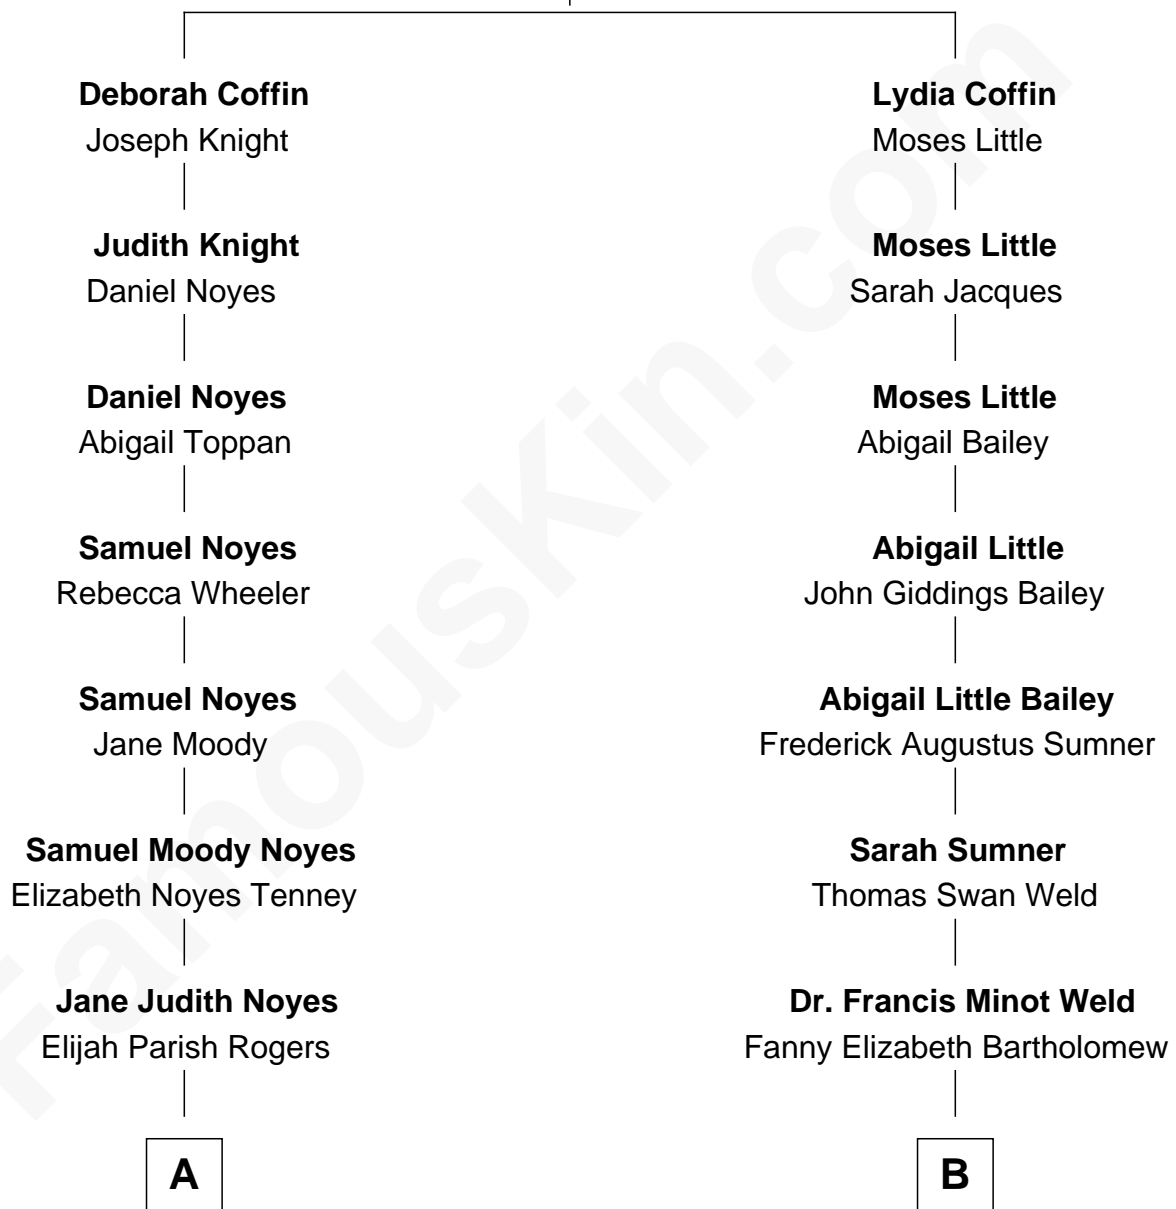 Deborah Coffin
Joseph Knight
Judith Knight
Daniel Noyes
Daniel Noyes
Abigail Toppan
Samuel Noyes
Rebecca Wheeler
Samuel Noyes
Jane Moody
Samuel Moody Noyes
Elizabeth Noyes Tenney
Jane Judith Noyes
Elijah Parish Rogers
A
Lydia Coffin
Moses Little
Moses Little
Sarah Jacques
Moses Little
Abigail Bailey
Abigail Little
John Giddings Bailey
Abigail Little Bailey
Frederick Augustus Sumner
Sarah Sumner
Thomas Swan Weld
Dr. Francis Minot Weld
Fanny Elizabeth Bartholomew
B
FamousKin.com